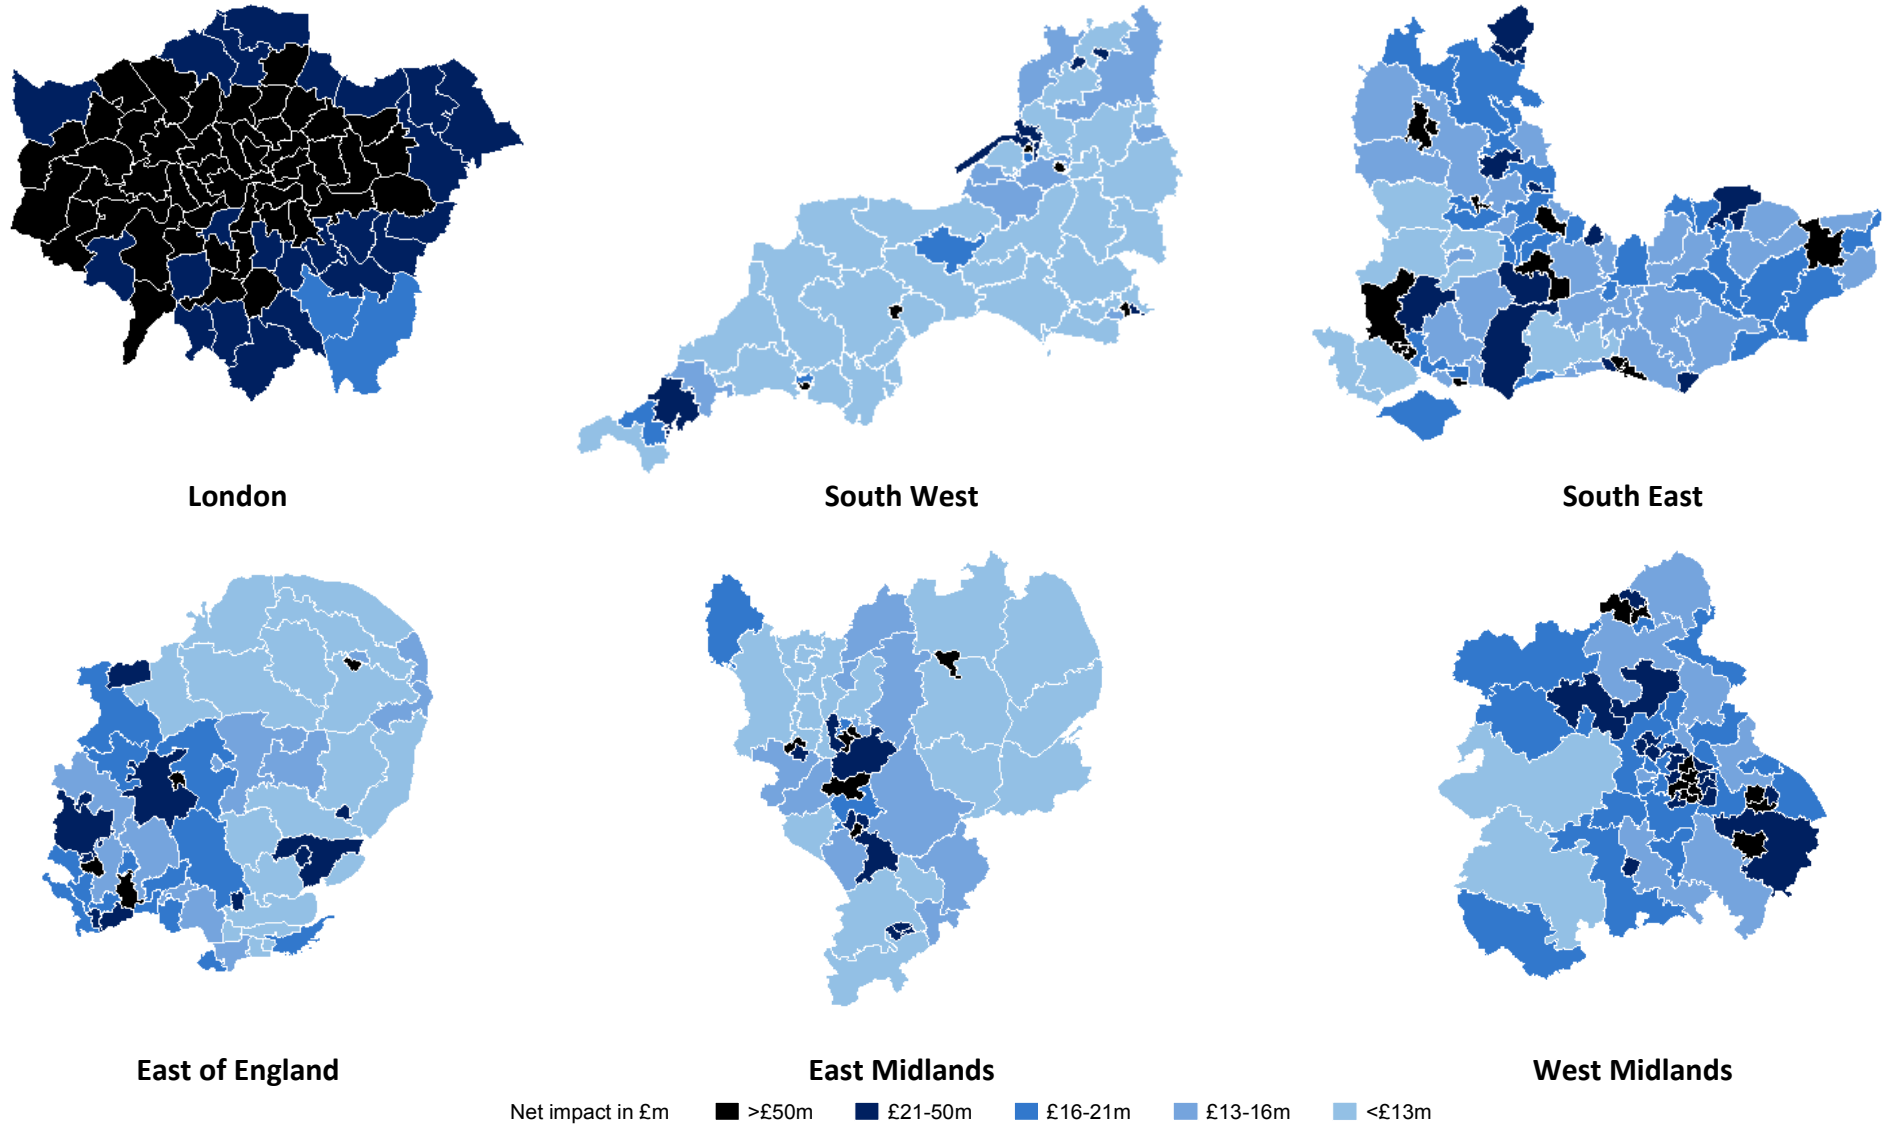 London
South West
South East
East of England
East Midlands
West Midlands
Net impact in £m
>£50m
£21-50m
£16-21m
£13-16m
<£13m